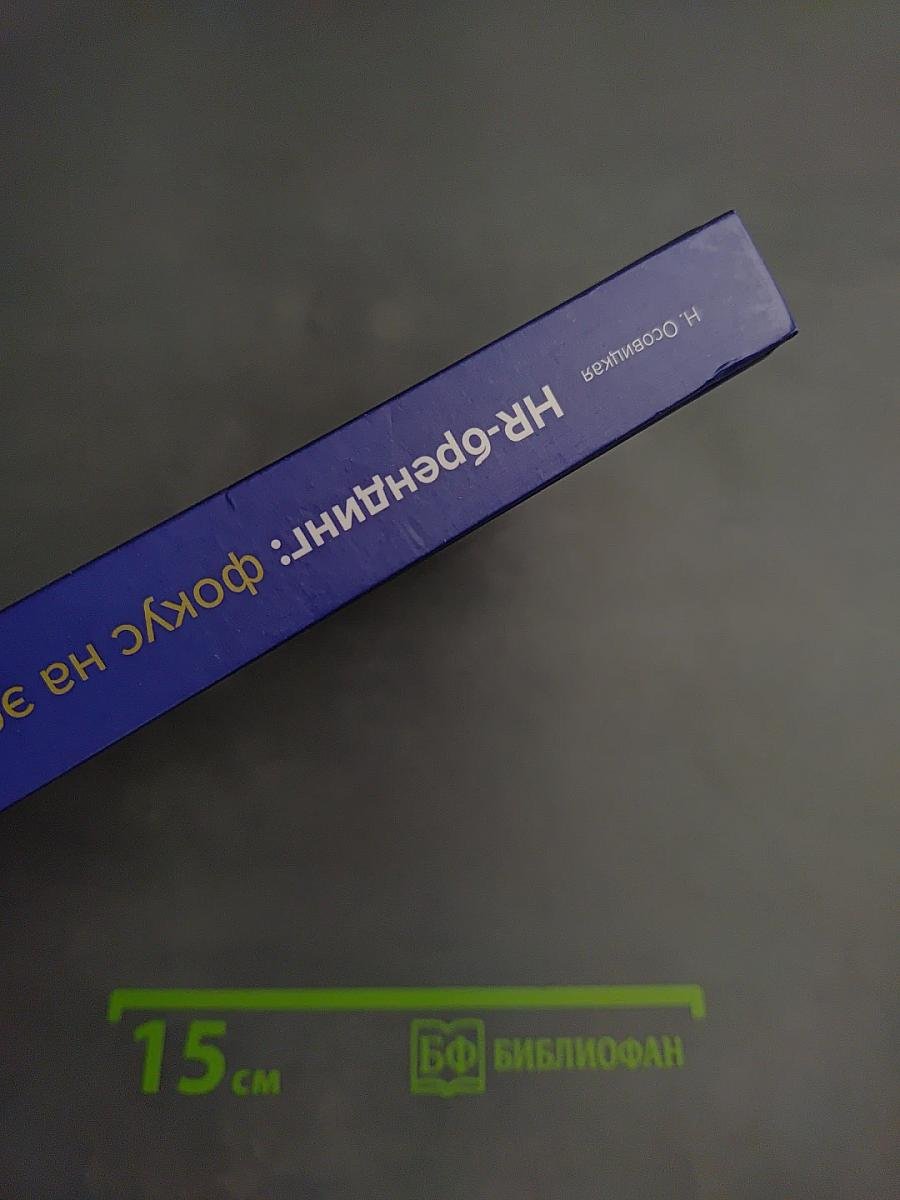 Н. Осовицкая
HR-брендинг: фокус на э
15 см
БФ БИБЛИОФАН